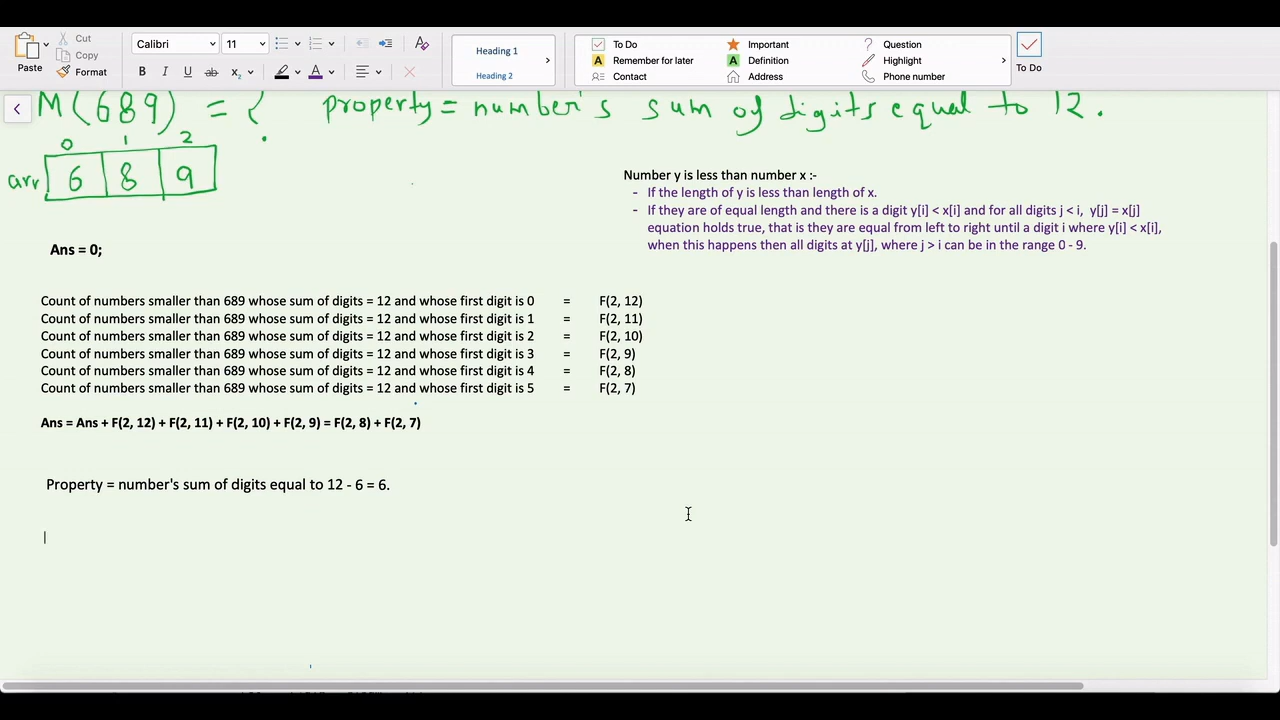 Cut
Copy
Paste
Format
Calibri
11
B I U ab x₂ A
Heading 1
Heading 2
To Do
Important
Question
Remember for later
A Definition
Highlight
Contact
Address
Phone number
To Do
M(689) = ? property = number's sum of digits equal to 12.
0 1 2
arr 6 8 9
Number y is less than number x :-
- If the length of y is less than length of x.
- If they are of equal length and there is a digit y[i] < x[i] and for all digits j < i, y[j] = x[j]
equation holds true, that is they are equal from left to right until a digit i where y[i] < x[i],
when this happens then all digits at y[j], where j > i can be in the range 0 - 9.
Ans = 0;
Count of numbers smaller than 689 whose sum of digits = 12 and whose first digit is 0 = F(2, 12)
Count of numbers smaller than 689 whose sum of digits = 12 and whose first digit is 1 = F(2, 11)
Count of numbers smaller than 689 whose sum of digits = 12 and whose first digit is 2 = F(2, 10)
Count of numbers smaller than 689 whose sum of digits = 12 and whose first digit is 3 = F(2, 9)
Count of numbers smaller than 689 whose sum of digits = 12 and whose first digit is 4 = F(2, 8)
Count of numbers smaller than 689 whose sum of digits = 12 and whose first digit is 5 = F(2, 7)
Ans = Ans + F(2, 12) + F(2, 11) + F(2, 10) + F(2, 9) = F(2, 8) + F(2, 7)
Property = number's sum of digits equal to 12 - 6 = 6.